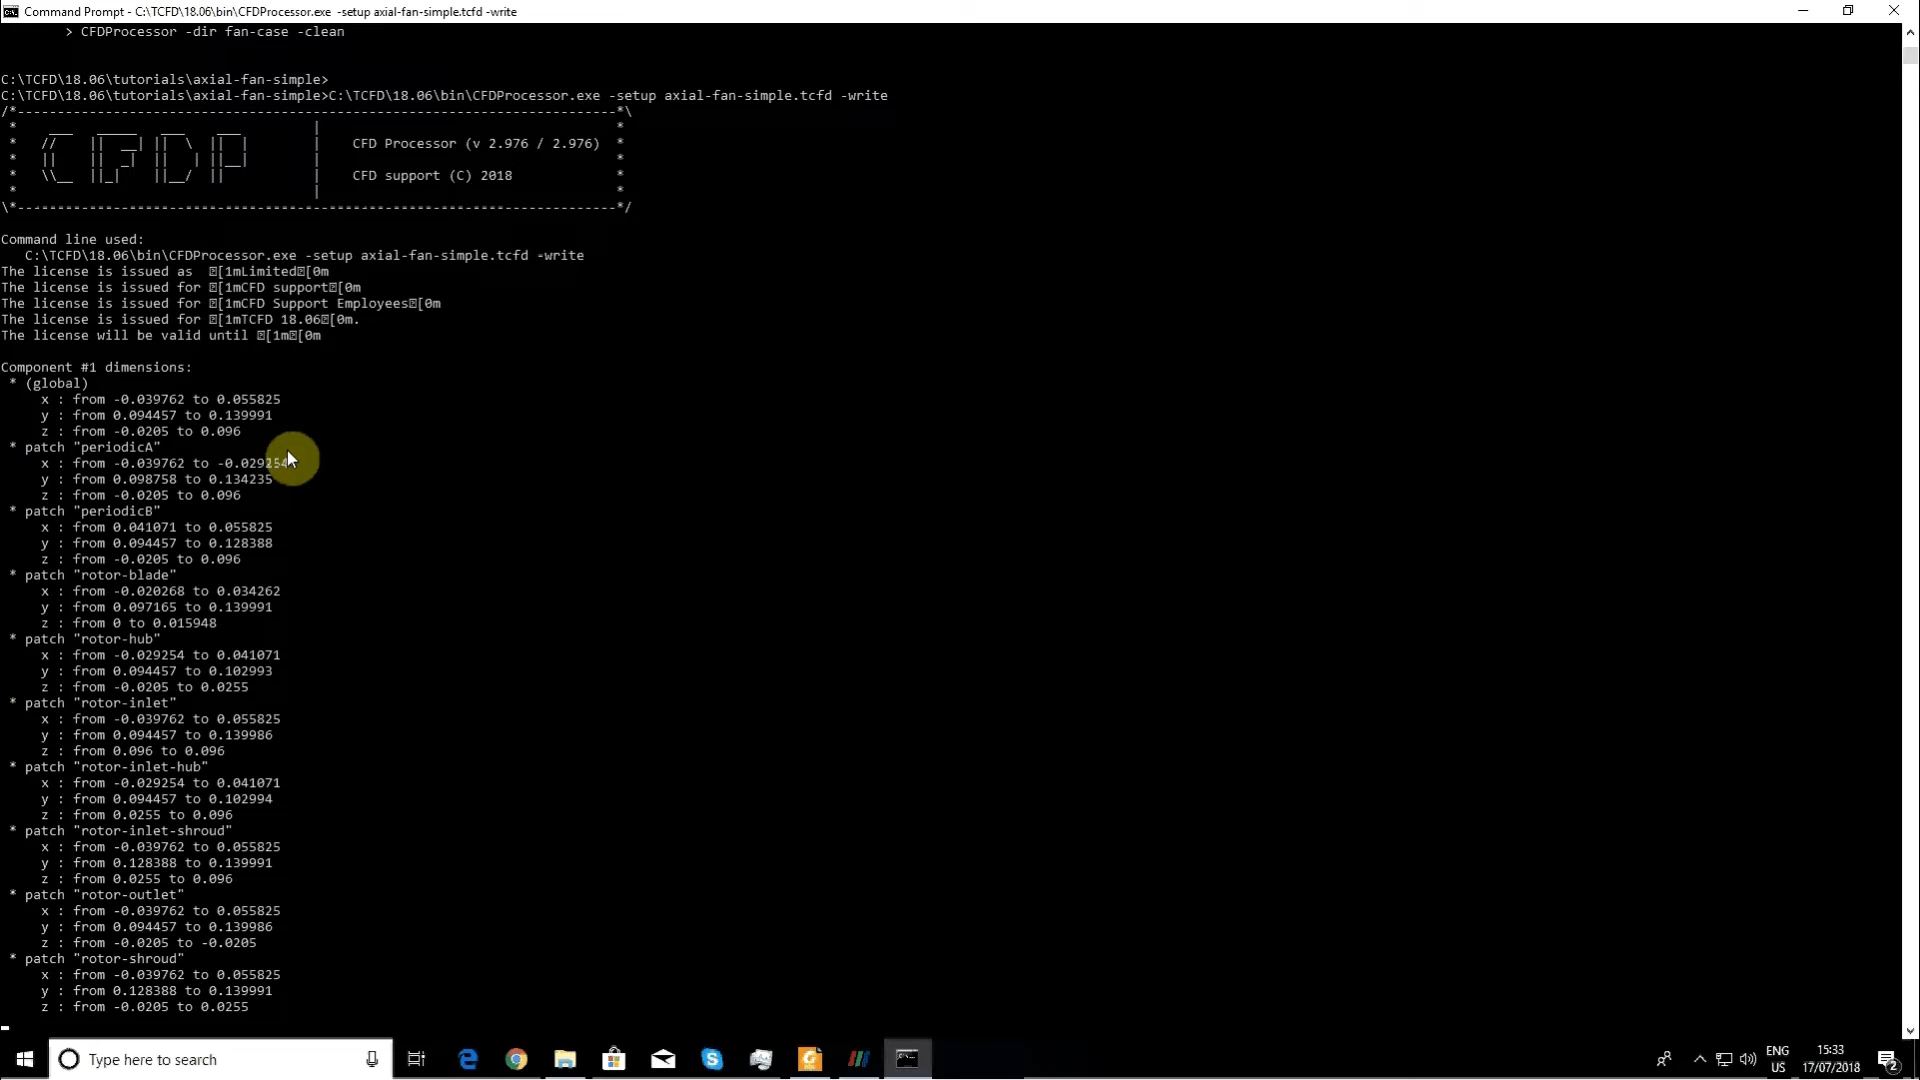 Command Prompt - C:\TCFD\18.06\bin\CFDProcessor.exe -setup axial-fan-simple.tcfd -write
> CFDProcessor -dir fan-case -clean
C:\TCFD\18.06\tutorials\axial-fan-simple>
C:\TCFD\18.06\tutorials\axial-fan-simple>C:\TCFD\18.06\bin\CFDProcessor.exe -setup axial-fan-simple.tcfd -write
CFD Processor (v 2.976 / 2.976)
CFD support (C) 2018
Command line used:
C:\TCFD\18.06\bin\CFDProcessor.exe -setup axial-fan-simple.tcfd -write
The license is issued as [1mLimited[0m
The license is issued for [1mCFD support[0m
The license is issued for [1mCFD Support Employees[0m
The license is issued for [1mTCFD 18.06[0m.
The license will be valid until [1m[0m
Component #1 dimensions:
* (global)
x : from -0.039762 to 0.055825
y : from 0.094457 to 0.139991
z : from -0.0205 to 0.096
* patch "periodicA"
x : from -0.039762 to -0.029254
y : from 0.098758 to 0.134235
z : from -0.0205 to 0.096
* patch "periodicB"
x : from 0.041071 to 0.055825
y : from 0.094457 to 0.128388
z : from -0.0205 to 0.096
* patch "rotor-blade"
x : from -0.020268 to 0.034262
y : from 0.097165 to 0.139991
z : from 0 to 0.015948
* patch "rotor-hub"
x : from -0.029254 to 0.041071
y : from 0.094457 to 0.102993
z : from -0.0205 to 0.0255
* patch "rotor-inlet"
x : from -0.039762 to 0.055825
y : from 0.094457 to 0.139986
z : from 0.096 to 0.096
* patch "rotor-inlet-hub"
x : from -0.029254 to 0.041071
y : from 0.094457 to 0.102994
z : from 0.0255 to 0.096
* patch "rotor-inlet-shroud"
x : from -0.039762 to 0.055825
y : from 0.128388 to 0.139991
z : from 0.0255 to 0.096
* patch "rotor-outlet"
x : from -0.039762 to 0.055825
y : from 0.094457 to 0.139986
z : from -0.0205 to -0.0205
* patch "rotor-shroud"
x : from -0.039762 to 0.055825
y : from 0.128388 to 0.139991
z : from -0.0205 to 0.0255
Type here to search
ENG
US
15:33
17/07/2018
2